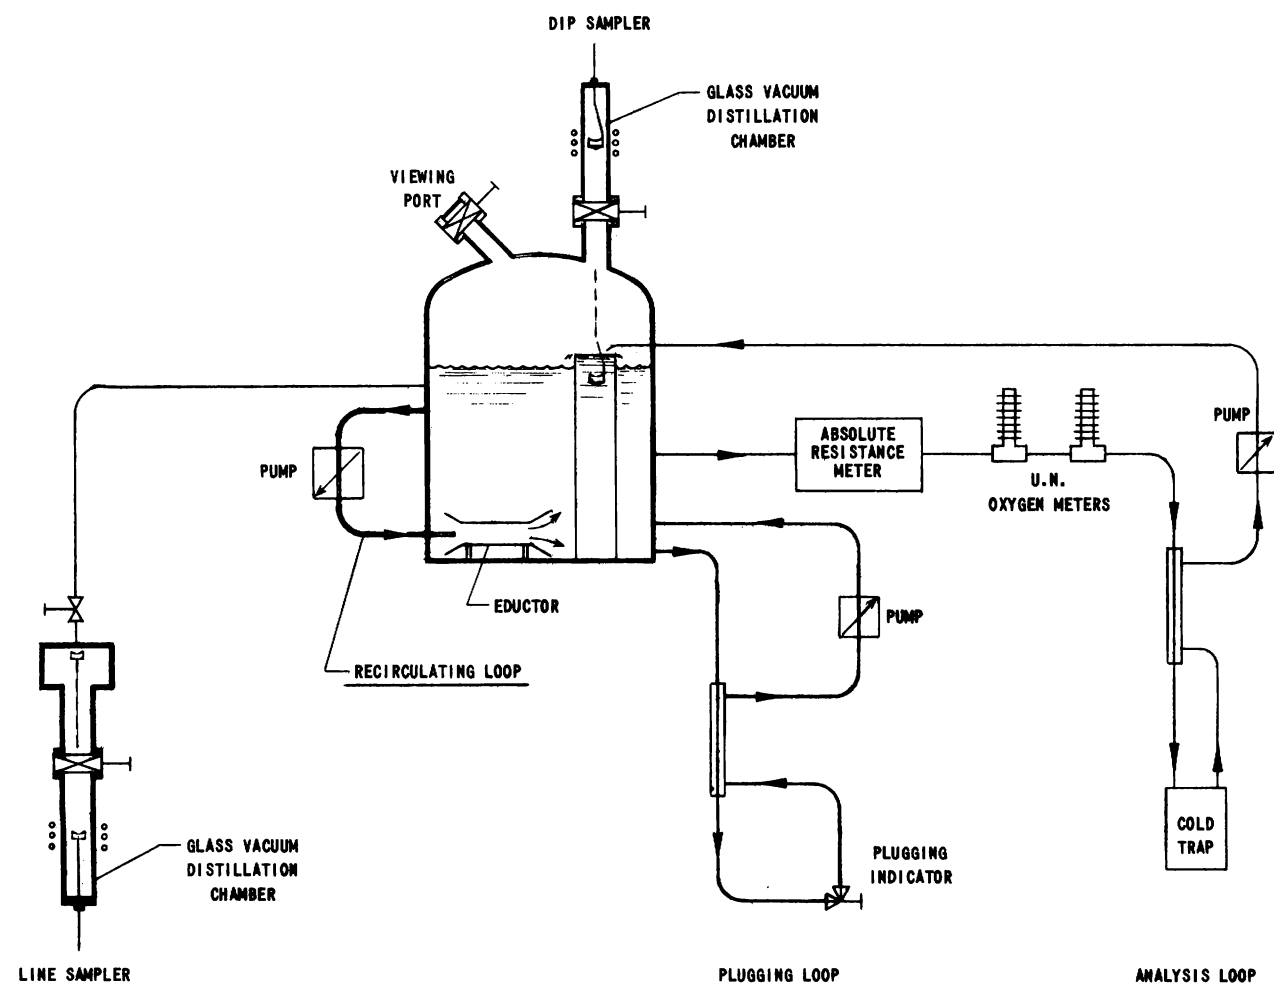 DIP SAMPLER
GLASS VACUUM
DISTILLATION
CHAMBER
VIEWING
PORT
PUMP
ABSOLUTE
RESISTANCE
METER
U.N.
OXYGEN METERS
PUMP
EDUCTOR
PUMP
RECIRCULATING LOOP
GLASS VACUUM
DISTILLATION
CHAMBER
COLD
TRAP
PLUGGING
INDICATOR
LINE SAMPLER
PLUGGING LOOP
ANALYSIS LOOP